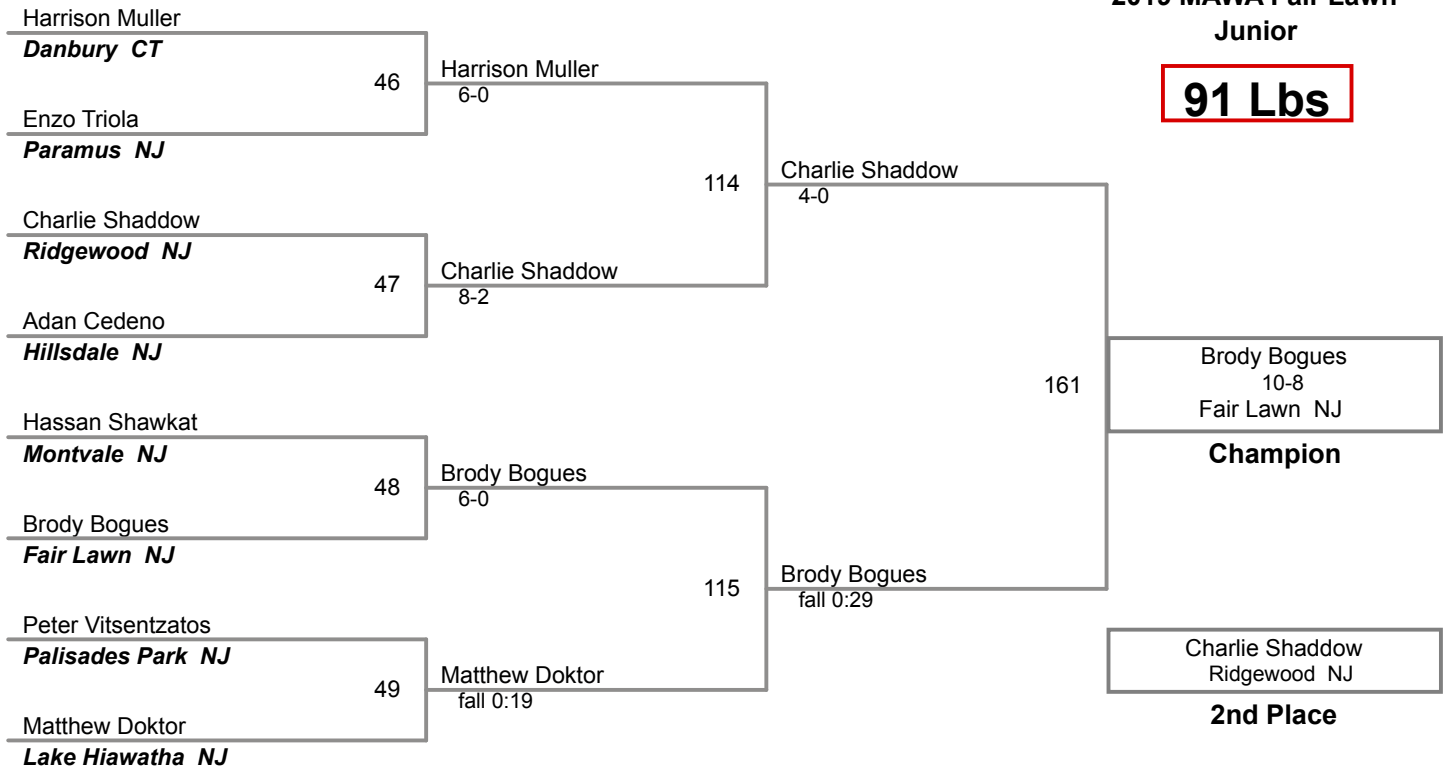 2019 MAWA Fair Lawn
Junior
91 Lbs
Harrison Muller
Danbury CT
46
Enzo Triola
Paramus NJ
Harrison Muller
6-0
Charlie Shaddow
Ridgewood NJ
47
Adan Cedeno
Hillsdale NJ
Charlie Shaddow
8-2
114
Charlie Shaddow
4-0
Hassan Shawkat
Montvale NJ
48
Brody Bogues
Fair Lawn NJ
Brody Bogues
6-0
Peter Vitsentzatos
Palisades Park NJ
49
Matthew Doktor
Lake Hiawatha NJ
Matthew Doktor
fall 0:19
115
Brody Bogues
fall 0:29
161
Brody Bogues
10-8
Fair Lawn NJ
Champion
Charlie Shaddow
Ridgewood NJ
2nd Place